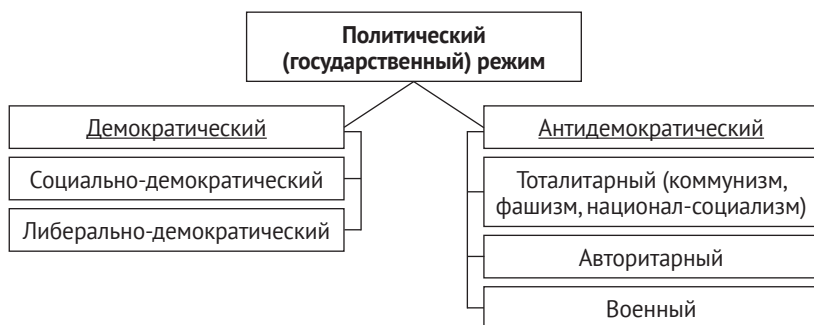 Политический
(государственный) режим
Демократический
Социально-демократический
Либерально-демократический
Антидемократический
Тоталитарный (коммунизм,
фашизм, национал-социализм)
Авторитарный
Военный